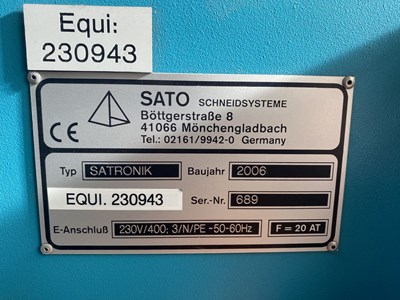 Equi:
230943
SATO SCHNEIDSYSTEME
Böttgerstraße 8
41066 Mönchengladbach
Tel.: 02161/9942-0 Germany
CE
Typ SATRONIK Baujahr 2006
EQUI. 230943 Ser.-Nr. 689
E-Anschluß 230V/400; 3/N/PE ~50-60Hz F = 20 AT